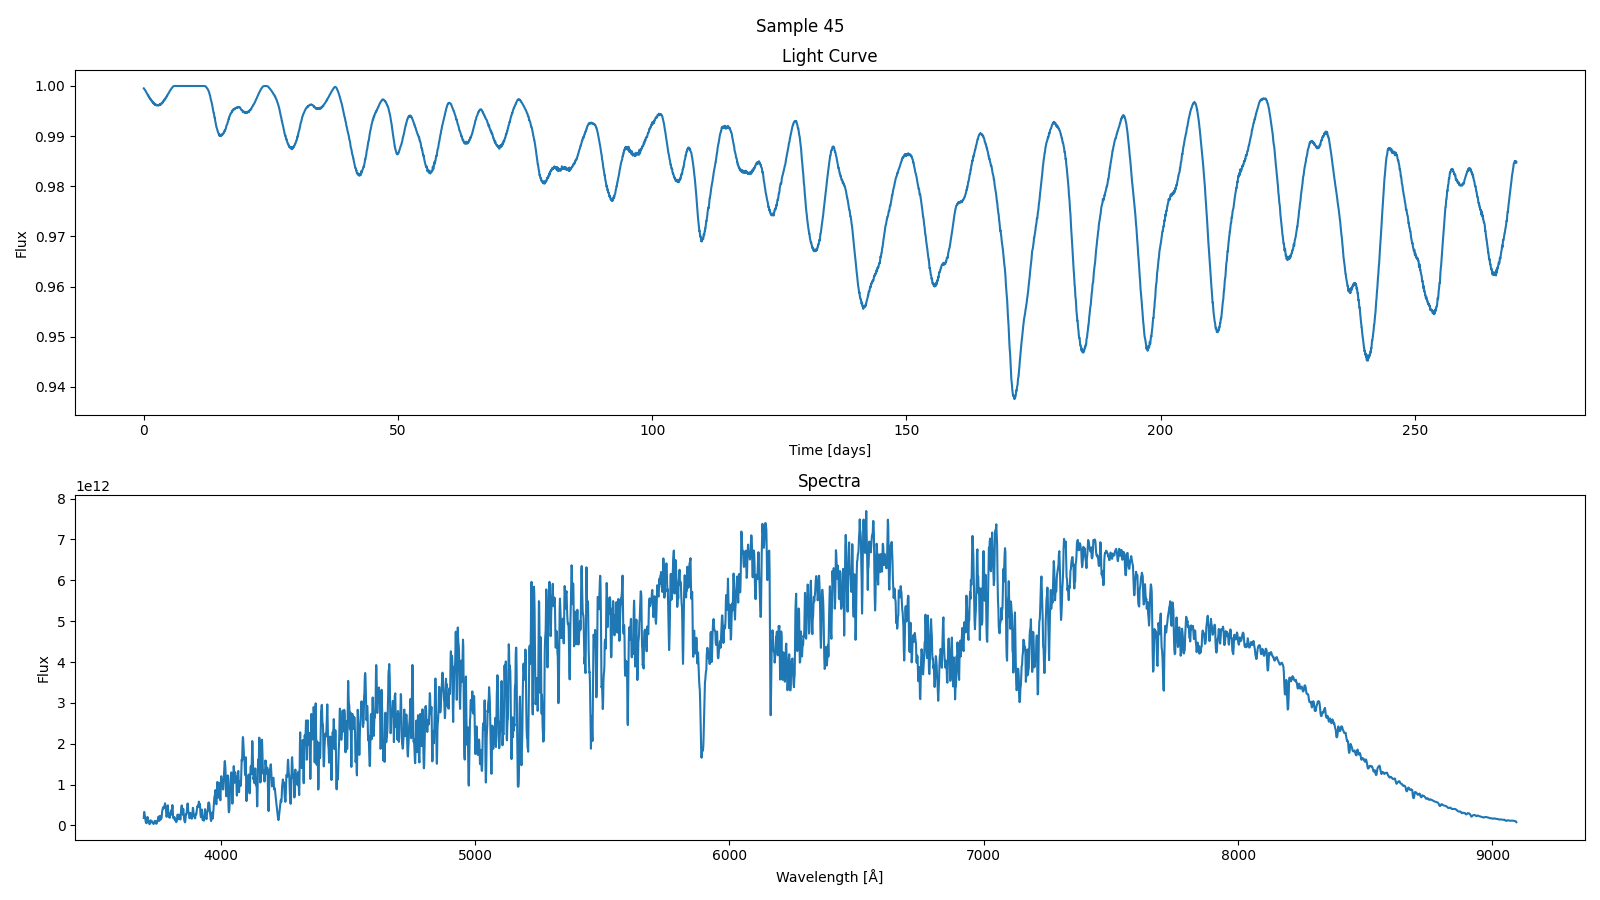 Sample 45
Light Curve
1.00
0.99
0.98
0.97
0.96
0.95
0.94
Flux
0 50 100 150 200 250
Time [days]
Spectra
1e12
8
7
6
5
4
3
2
1
0
Flux
4000 5000 6000 7000 8000 9000
Wavelength [Å]